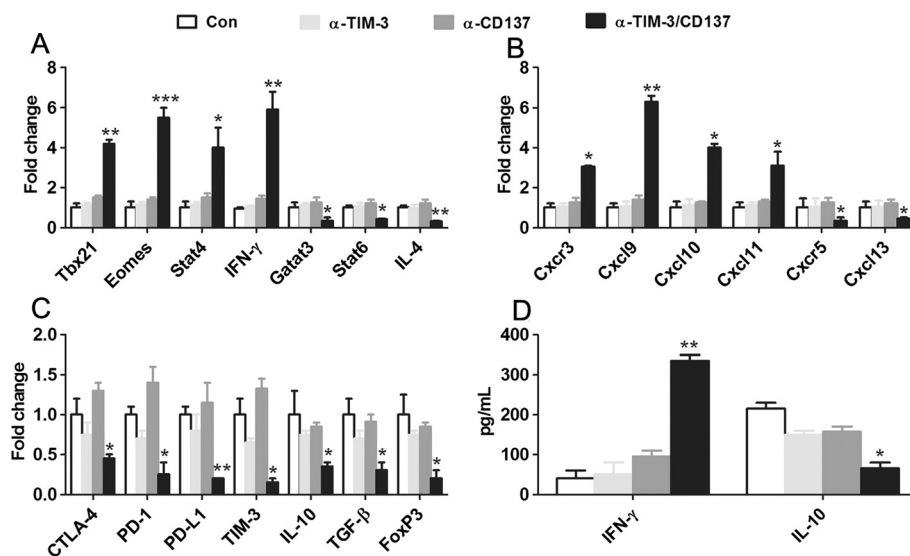 Con α-TIM-3 α-CD137 α-TIM-3/CD137
A
Fold change
8
6
4
2
0
** *** * ** * * **
Tbx21 Eomes Stat4 IFN-γ Gatat3 Stat6 IL-4
B
Fold change
8
6
4
2
0
* ** * * * *
Cxcr3 Cxcl9 Cxcl10 Cxcl11 Cxcr5 Cxcl13
C
Fold change
2.0
1.5
1.0
0.5
0.0
* * ** * * * *
CTLA-4 PD-1 PD-L1 TIM-3 IL-10 TGF-β FoxP3
D
pg/mL
400
300
200
100
0
** *
IFN-γ IL-10